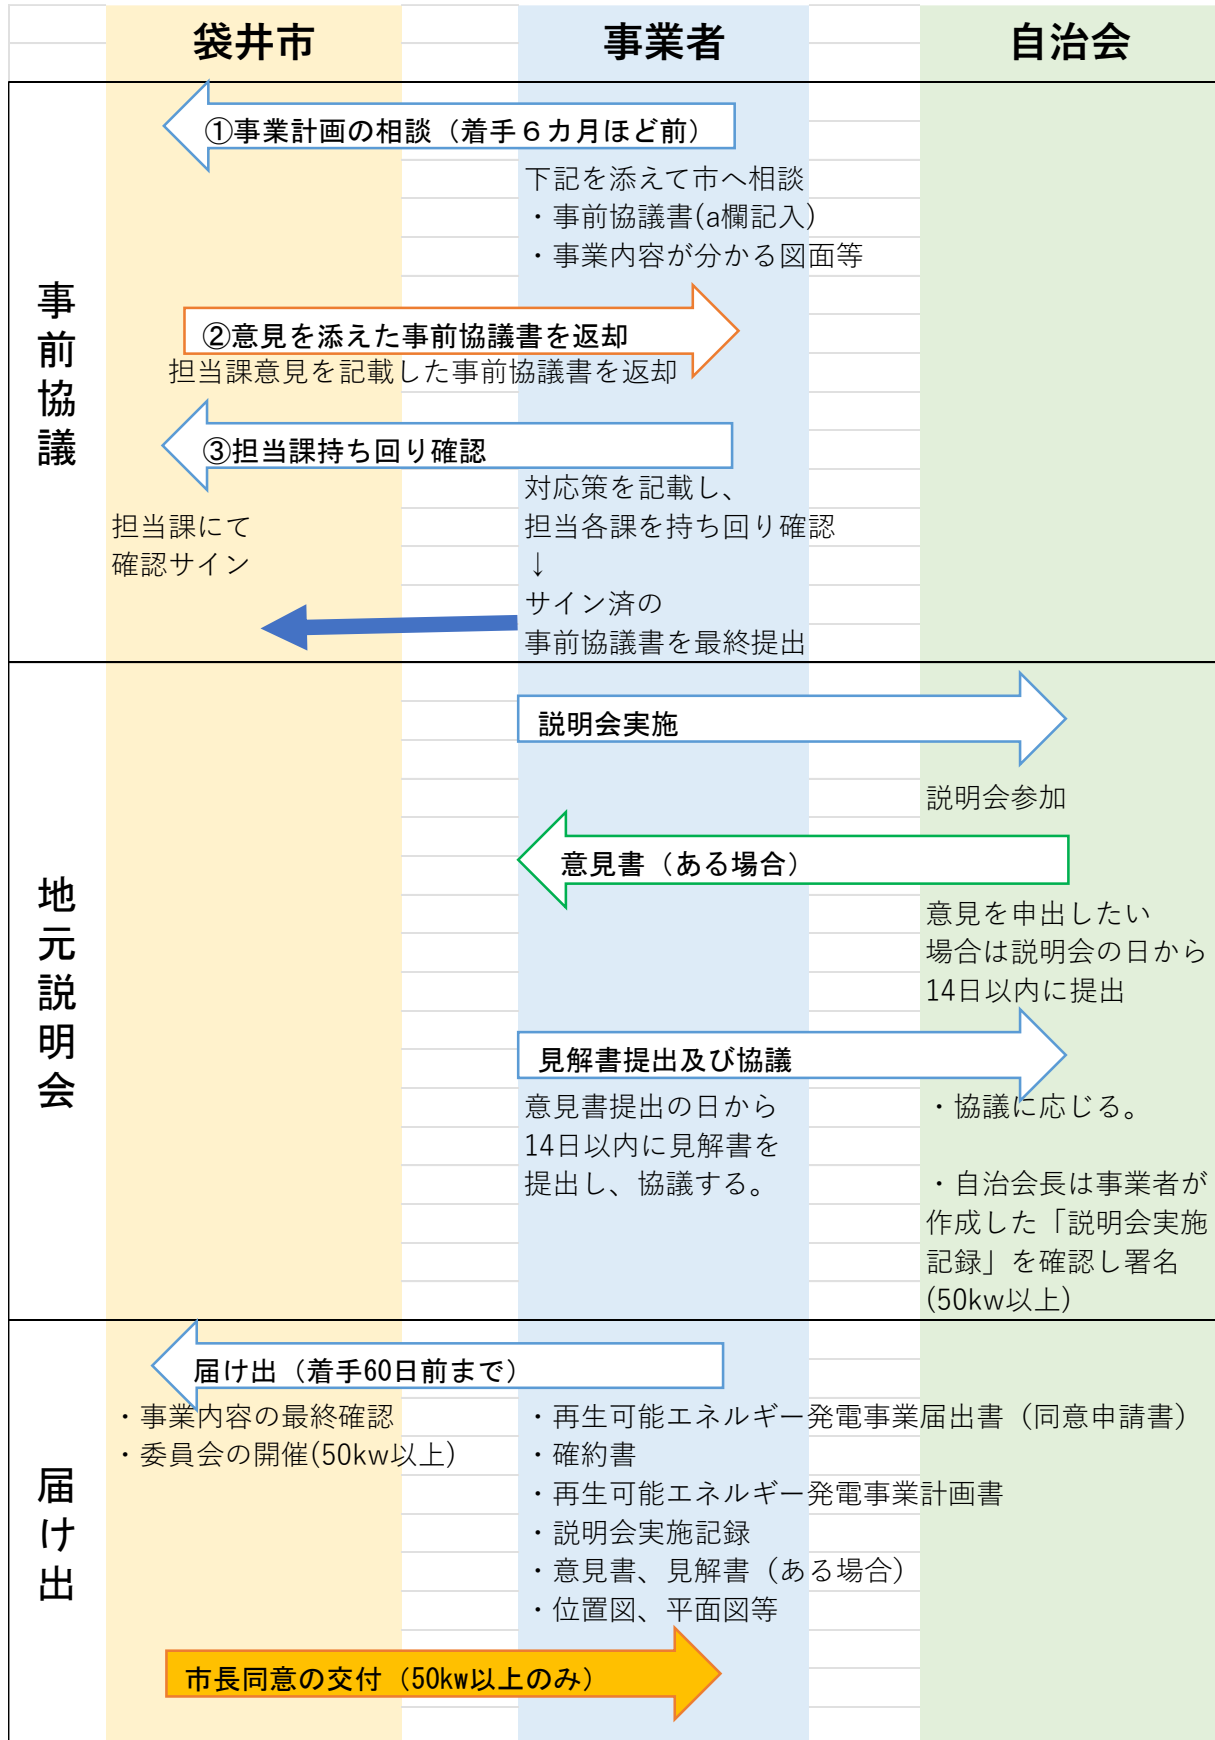 袋井市
事業者
自治会
事前協議
①事業計画の相談（着手６カ月ほど前）
下記を添えて市へ相談
・事前協議書(a欄記入)
・事業内容が分かる図面等
②意見を添えた事前協議書を返却
担当課意見を記載した事前協議書を返却
③担当課持ち回り確認
対応策を記載し、
担当各課を持ち回り確認
↓
サイン済の
事前協議書を最終提出
担当課にて
確認サイン
地元説明会
説明会実施
説明会参加
意見書（ある場合）
意見を申出したい
場合は説明会の日から
14日以内に提出
見解書提出及び協議
意見書提出の日から
14日以内に見解書を
提出し、協議する。
・協議に応じる。
・自治会長は事業者が
作成した「説明会実施
記録」を確認し署名
(50kw以上)
届け出
届け出（着手60日前まで）
・事業内容の最終確認
・委員会の開催(50kw以上)
・再生可能エネルギー発電事業届出書（同意申請書）
・確約書
・再生可能エネルギー発電事業計画書
・説明会実施記録
・意見書、見解書（ある場合）
・位置図、平面図等
市長同意の交付（50kw以上のみ）